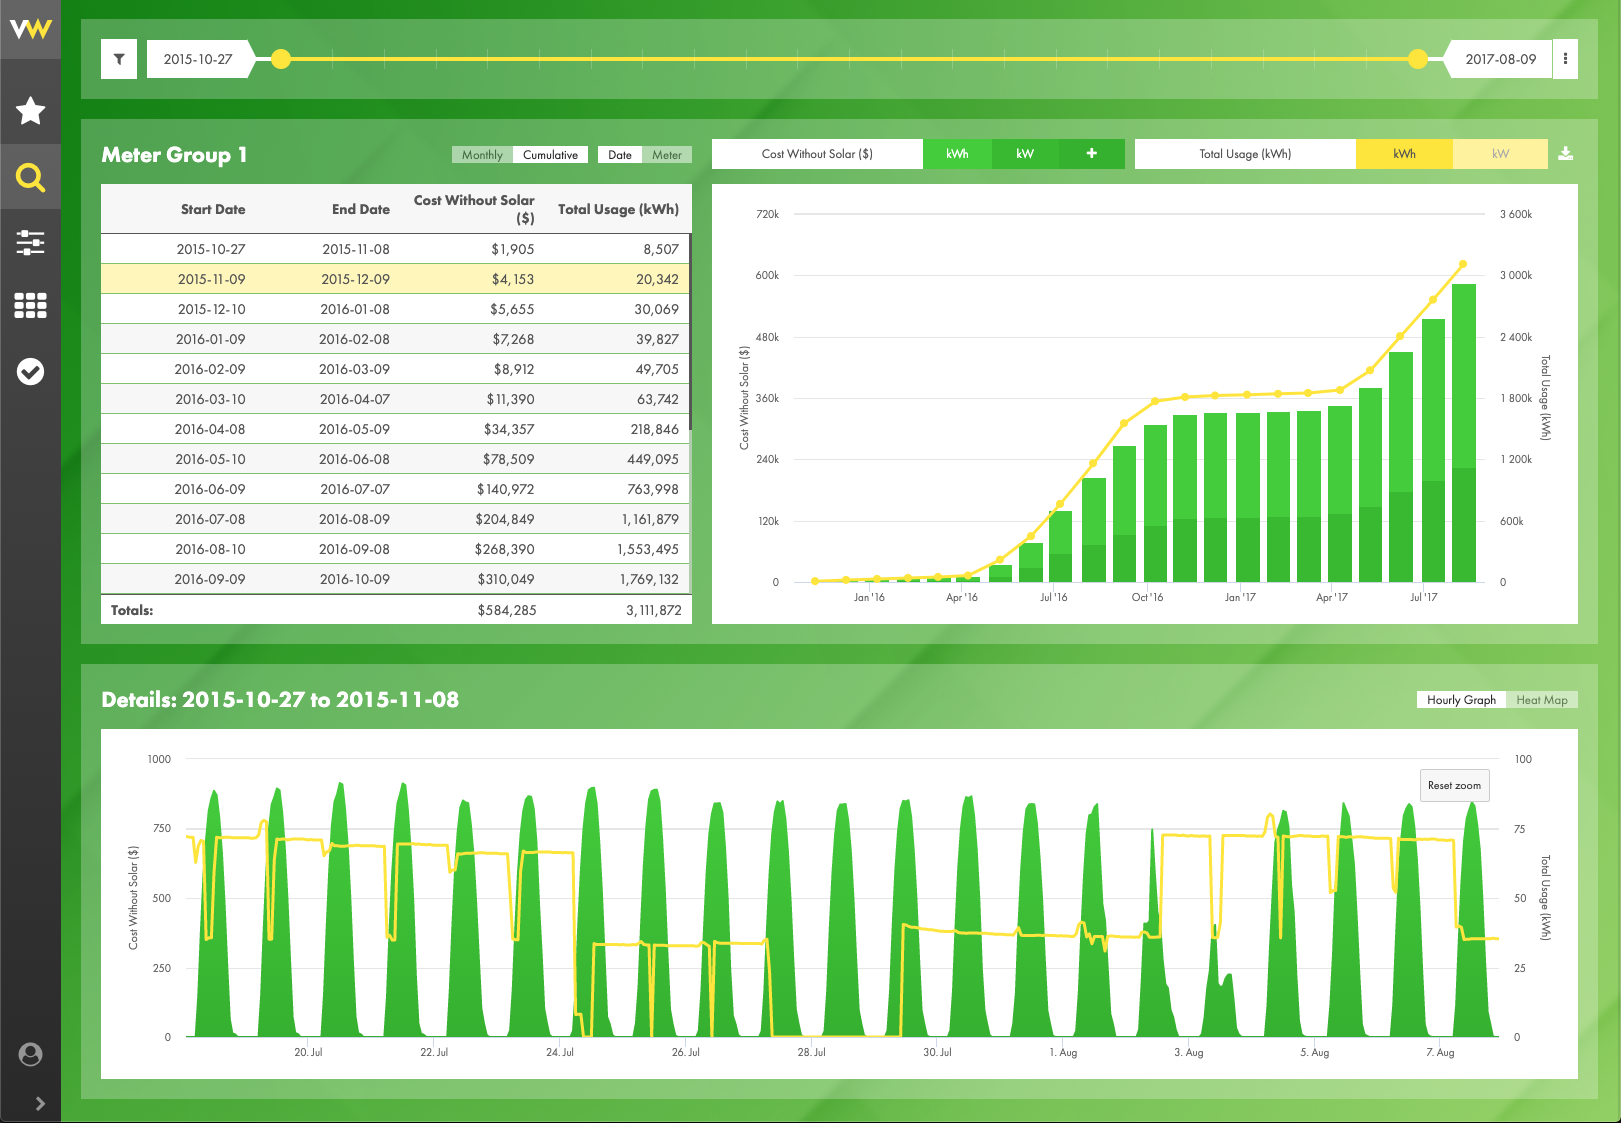 VW
2015-10-27
2017-08-09
Meter Group 1
Monthly Cumulative Date Meter
Cost Without Solar ($) kWh kW +
Total Usage (kWh) kWh kW
Start Date End Date Cost Without Solar ($) Total Usage (kWh)
2015-10-27 2015-11-08 $1,905 8,507
2015-11-09 2015-12-09 $4,153 20,342
2015-12-10 2016-01-08 $5,655 30,069
2016-01-09 2016-02-08 $7,268 39,827
2016-02-09 2016-03-09 $8,912 49,705
2016-03-10 2016-04-07 $11,390 63,742
2016-04-08 2016-05-09 $34,357 218,846
2016-05-10 2016-06-08 $78,509 449,095
2016-06-09 2016-07-07 $140,972 763,998
2016-07-08 2016-08-09 $204,849 1,161,879
2016-08-10 2016-09-08 $268,390 1,553,495
2016-09-09 2016-10-09 $310,049 1,769,132
Totals: $584,285 3,111,872
720k 3 600k
600k 3 000k
480k 2 400k
360k 1 800k
240k 1 200k
120k 600k
0 0
Cost Without Solar ($)
Total Usage (kWh)
Jan '16 Apr '16 Jul '16 Oct '16 Jan '17 Apr '17 Jul '17
Details: 2015-10-27 to 2015-11-08
Hourly Graph Heat Map
Reset zoom
1000 100
750 75
500 50
250 25
0 0
Cost Without Solar ($)
Total Usage (kWh)
20. Jul 22. Jul 24. Jul 26. Jul 28. Jul 30. Jul 1. Aug 3. Aug 5. Aug 7. Aug